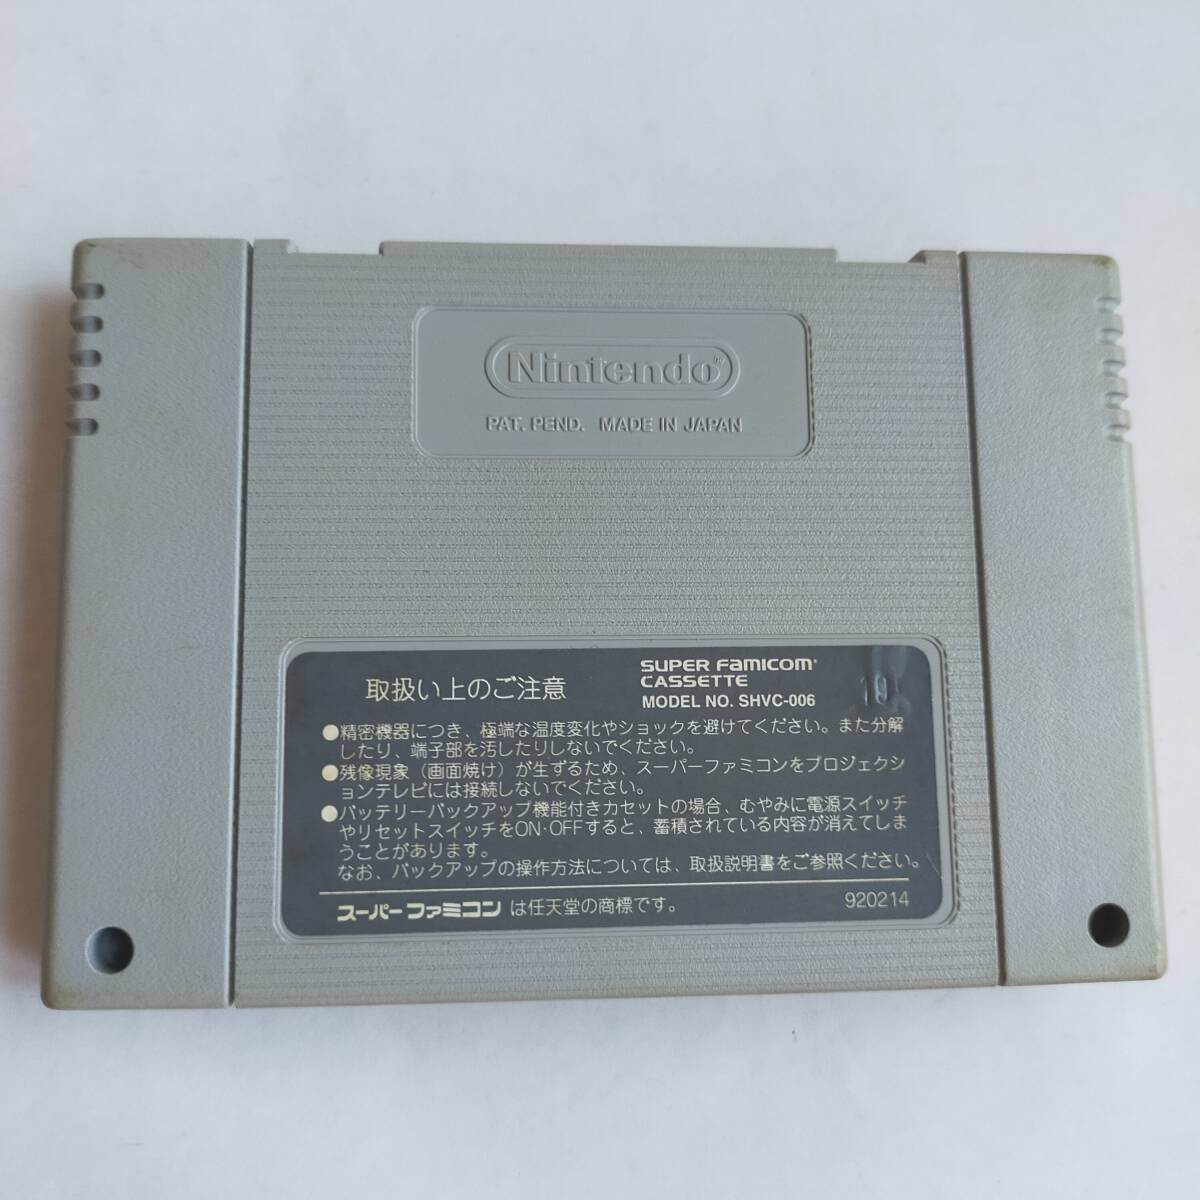 Nintendo
PAT. PEND. MADE IN JAPAN
SUPER FAMICOM
CASSETTE
取扱い上のご注意
MODEL NO. SHVC-006
19
●精密機器につき、極端な温度変化やショックを避けてください。また分解
したり、端子部を汚したりしないでください。
●残像現象（画面焼け）が生ずるため、スーパーファミコンをプロジェクシ
ョンテレビには接続しないでください。
●バッテリーバックアップ機能付きカセットの場合、むやみに電源スイッチ
やリセットスイッチをON·OFFすると、蓄積されている内容が消えてしま
うことがあります。
なお、バックアップの操作方法については、取扱説明書をご参照ください。
スーパーファミコンは任天堂の商標です。
920214